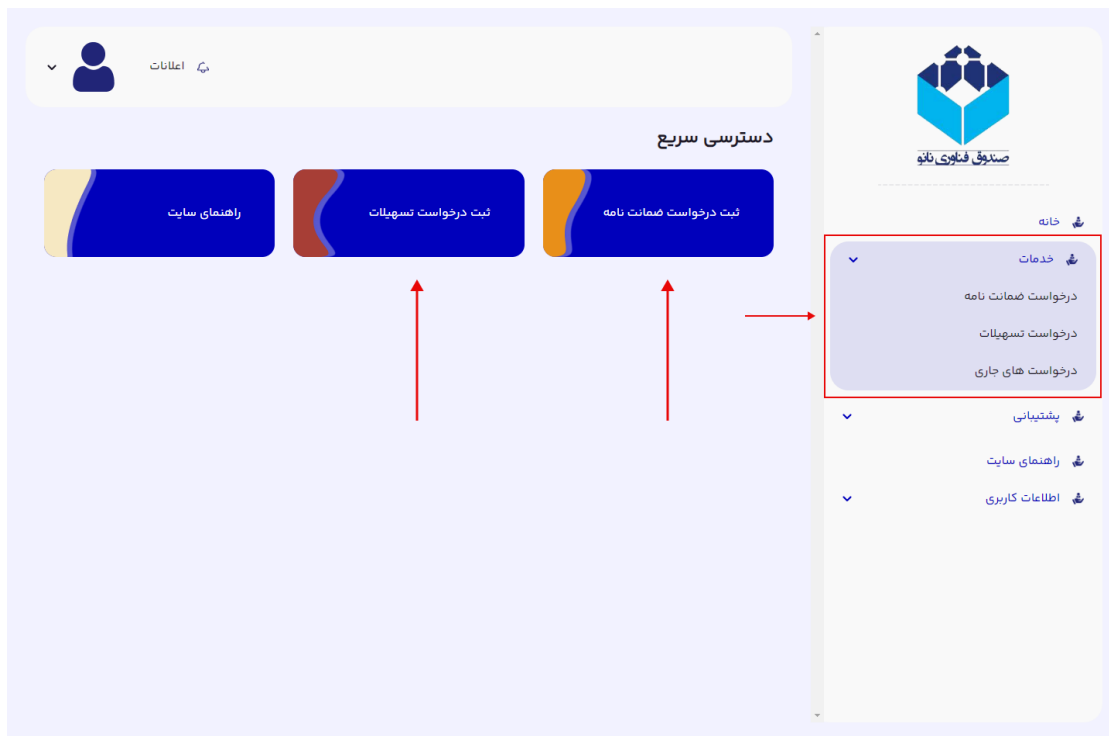 صندوق فناوری نانو
خانه
خدمات
درخواست ضمانت نامه
درخواست تسهیلات
درخواست های جاری
پشتیبانی
راهنمای سایت
اطلاعات کاربری
اعلانات
دسترسی سریع
ثبت درخواست ضمانت نامه
ثبت درخواست تسهیلات
راهنمای سایت